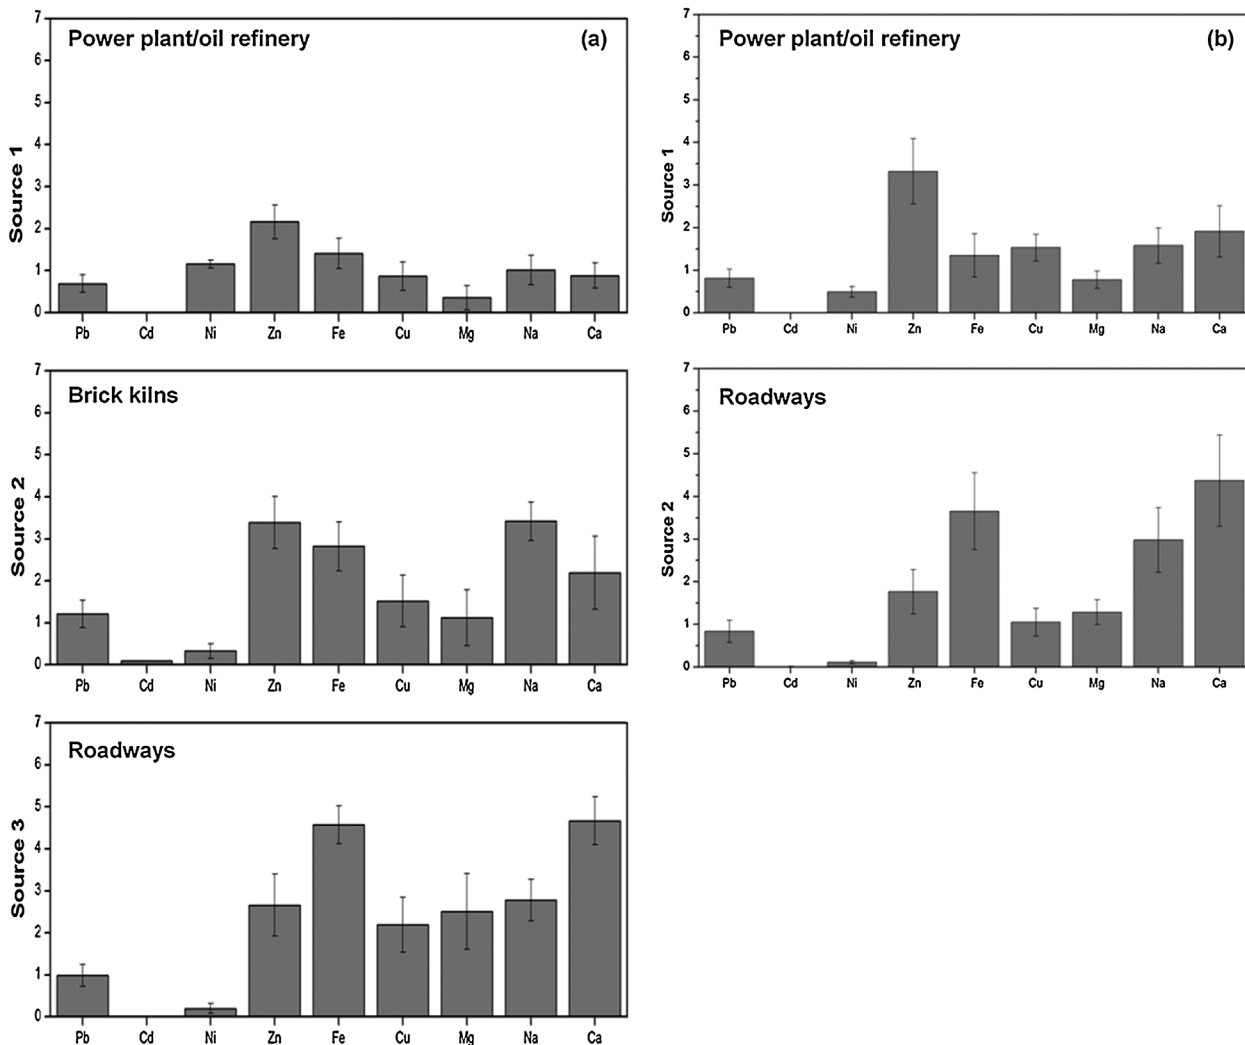 Power plant/oil refinery (a)
Source 1
7
6
5
4
3
2
1
0
Pb Cd Ni Zn Fe Cu Mg Na Ca
Power plant/oil refinery (b)
Source 1
7
6
5
4
3
2
1
0
Pb Cd Ni Zn Fe Cu Mg Na Ca
Brick kilns
Source 2
7
6
5
4
3
2
1
0
Pb Cd Ni Zn Fe Cu Mg Na Ca
Roadways
Source 2
7
6
5
4
3
2
1
0
Pb Cd Ni Zn Fe Cu Mg Na Ca
Roadways
Source 3
7
6
5
4
3
2
1
0
Pb Cd Ni Zn Fe Cu Mg Na Ca